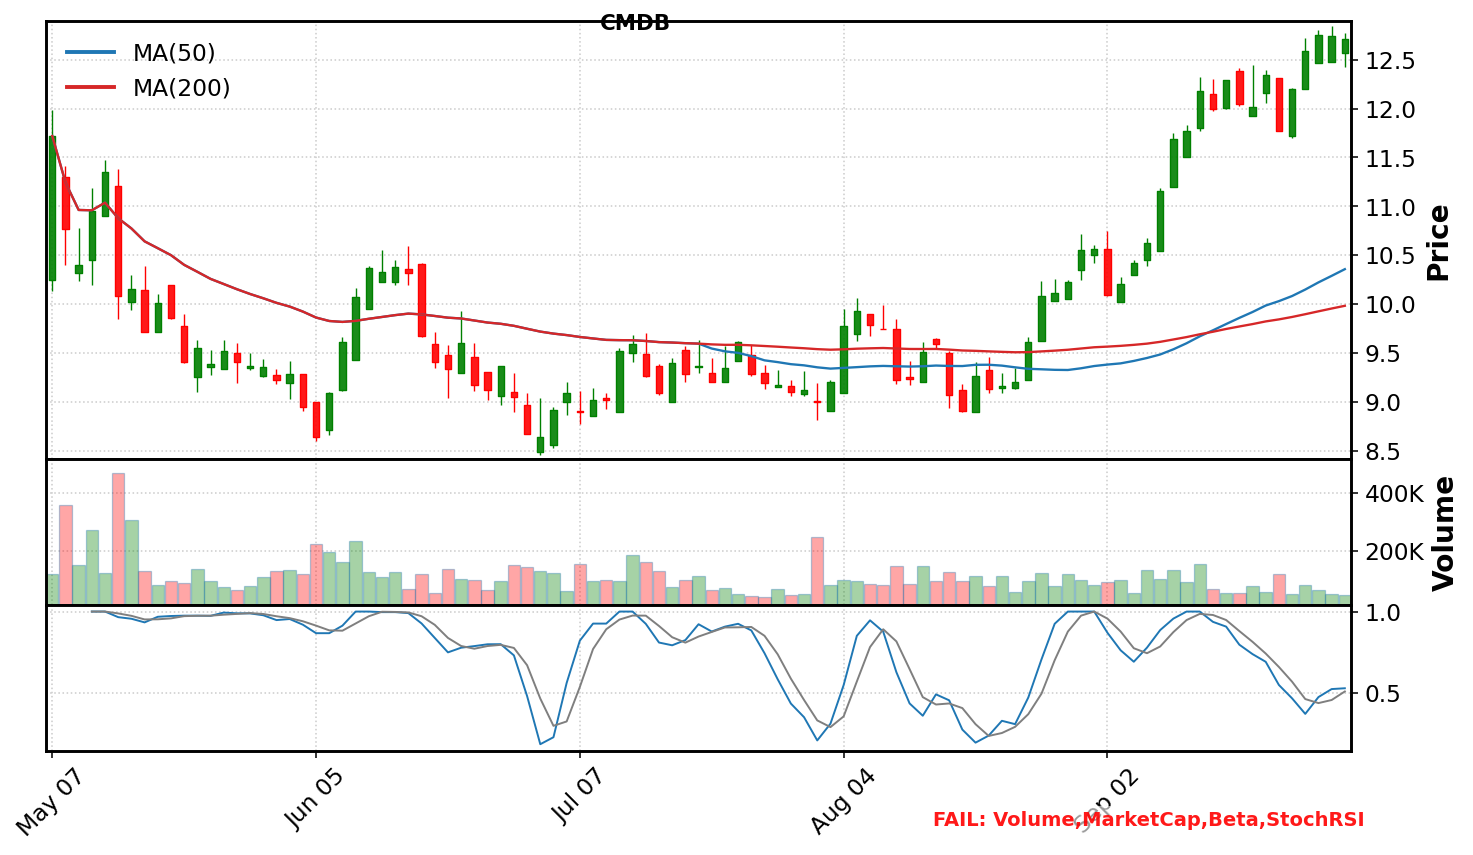 CMDB
MA(50)
MA(200)
12.5
12.0
11.5
11.0
10.5
10.0
9.5
9.0
8.5
Price
400K
200K
Volume
1.0
0.5
May 07
Jun 05
Jul 07
Aug 04
Sep 02
FAIL: Volume,MarketCap,Beta,StochRSI